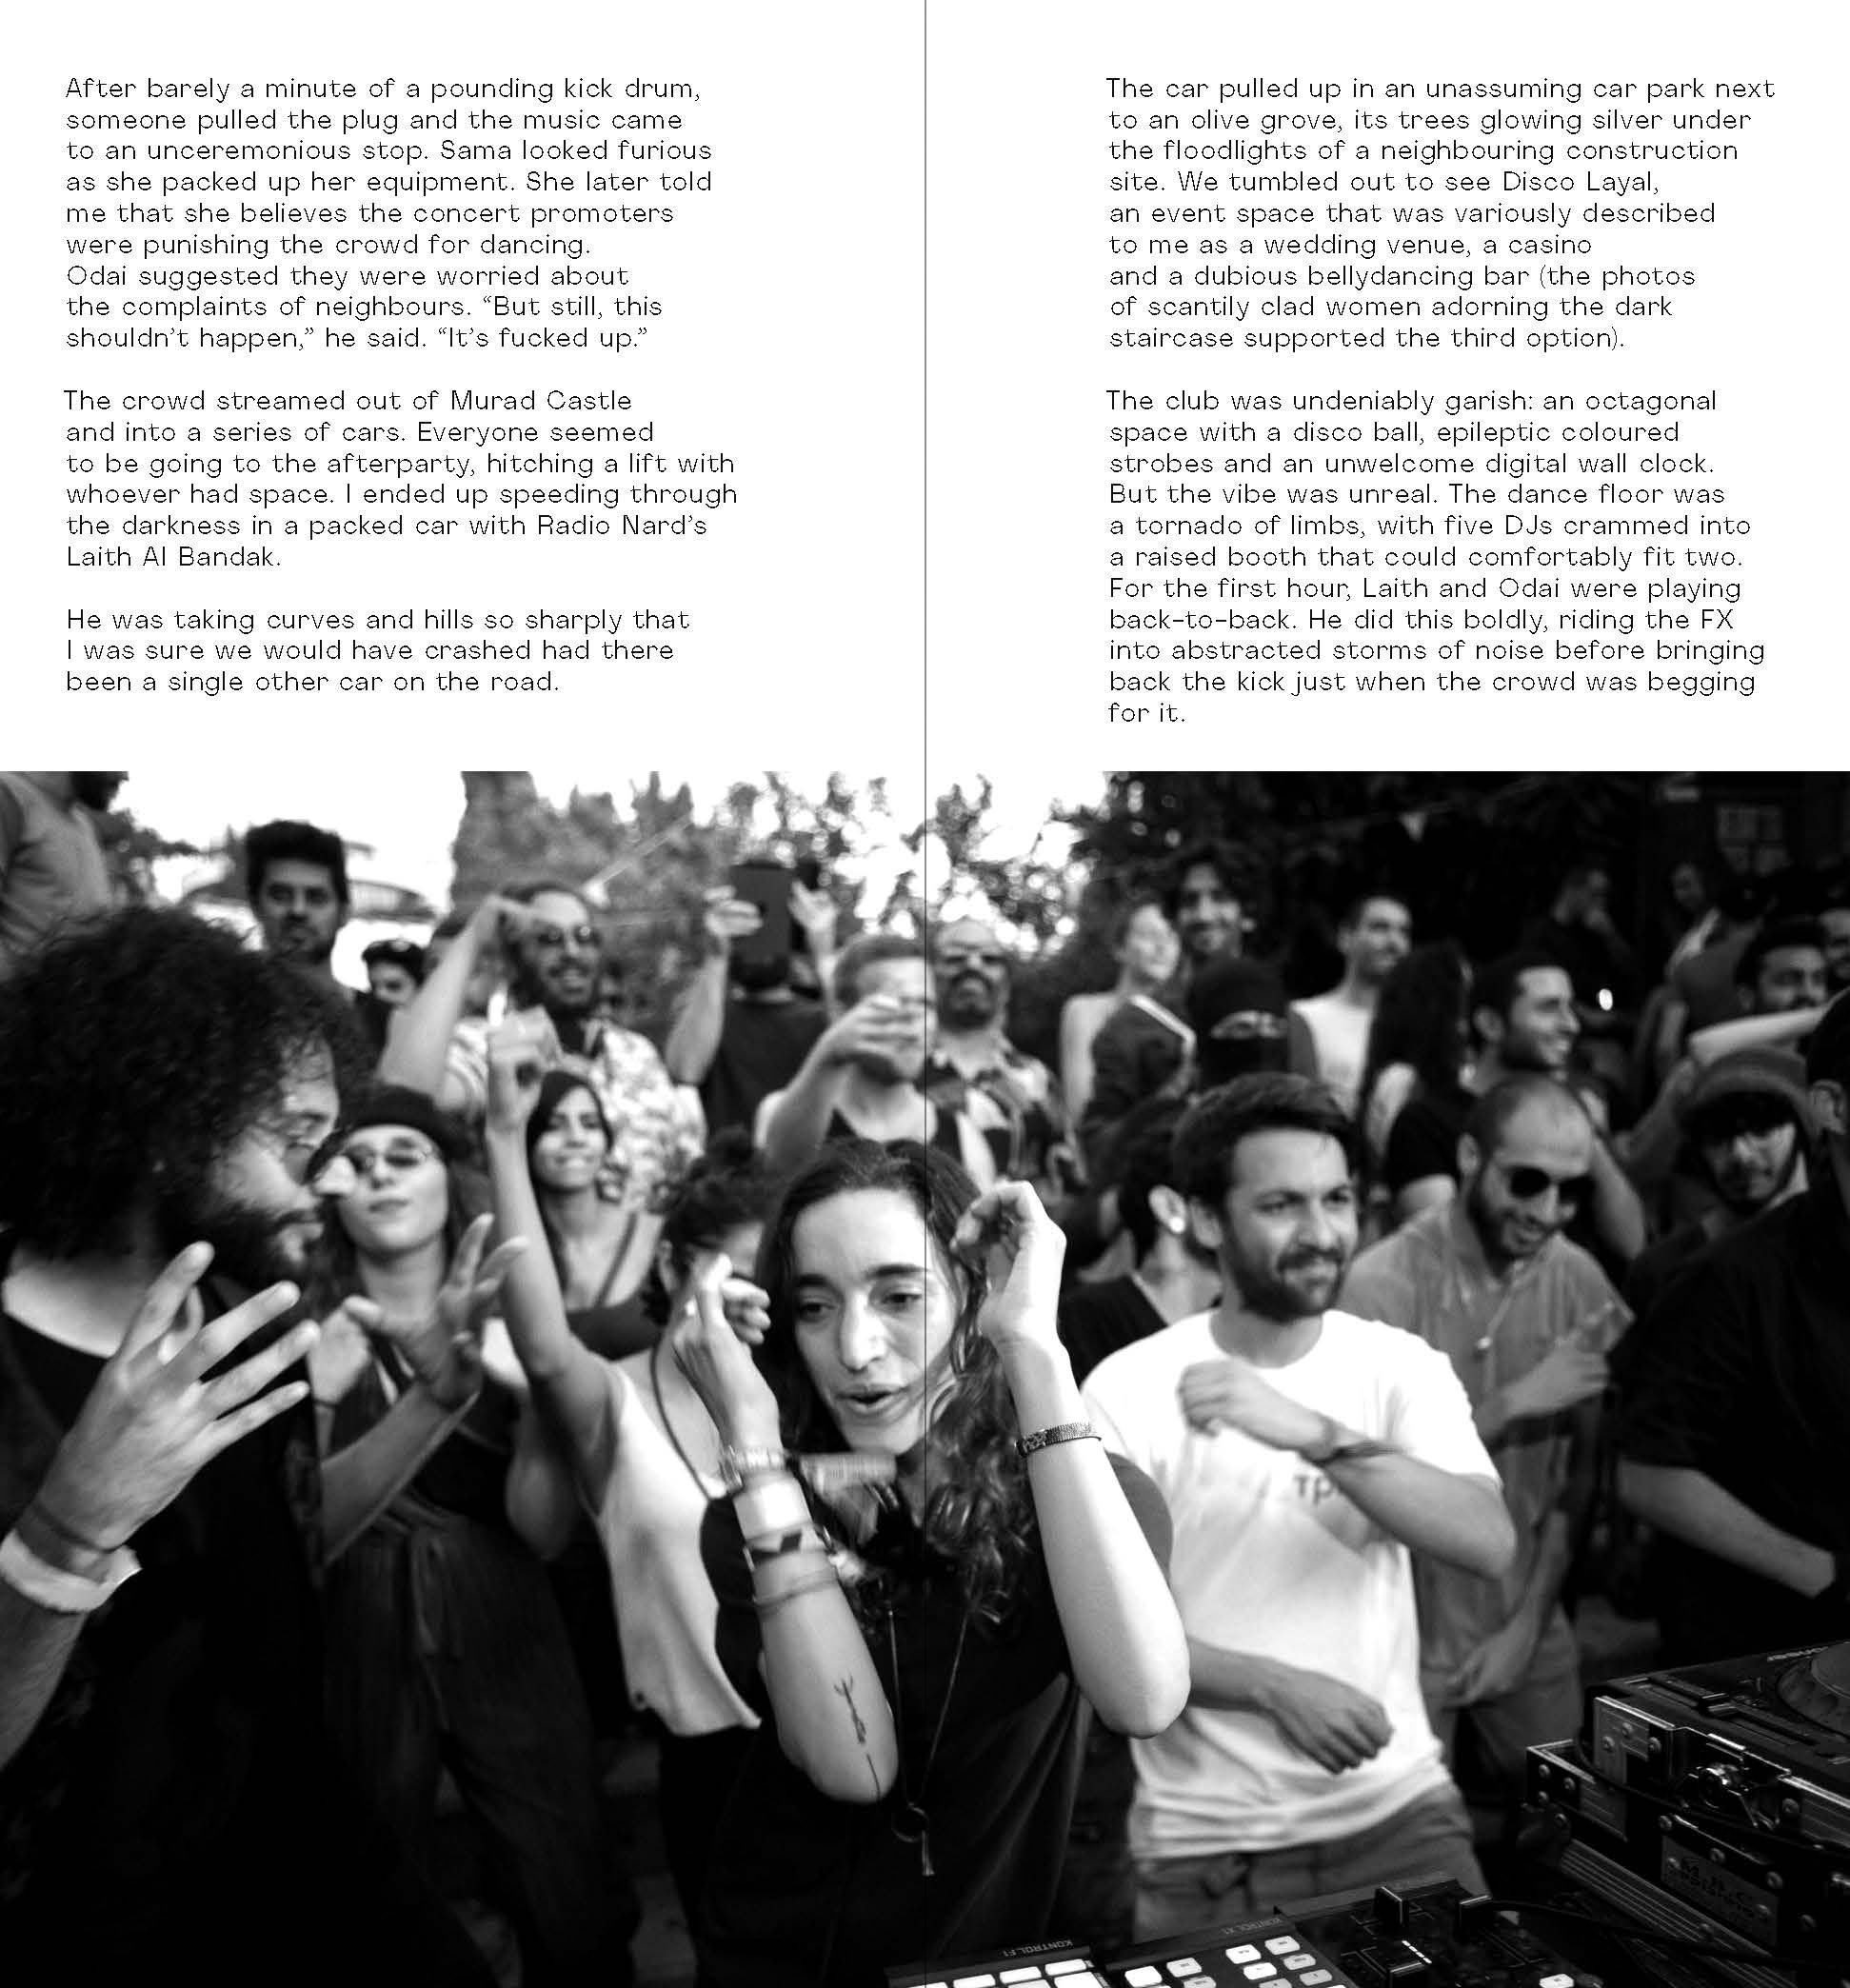 After barely a minute of a pounding kick drum,
someone pulled the plug and the music came
to an unceremonious stop. Sama looked furious
as she packed up her equipment. She later told
me that she believes the concert promoters
were punishing the crowd for dancing.
Odai suggested they were worried about
the complaints of neighbours. “But still, this
shouldn’t happen,” he said. “It’s fucked up.”
The crowd streamed out of Murad Castle
and into a series of cars. Everyone seemed
to be going to the afterparty, hitching a lift with
whoever had space. I ended up speeding through
the darkness in a packed car with Radio Nard’s
Laith Al Bandak.
He was taking curves and hills so sharply that
I was sure we would have crashed had there
been a single other car on the road.
The car pulled up in an unassuming car park next
to an olive grove, its trees glowing silver under
the floodlights of a neighbouring construction
site. We tumbled out to see Disco Layal,
an event space that was variously described
to me as a wedding venue, a casino
and a dubious bellydancing bar (the photos
of scantily clad women adorning the dark
staircase supported the third option).
The club was undeniably garish: an octagonal
space with a disco ball, epileptic coloured
strobes and an unwelcome digital wall clock.
But the vibe was unreal. The dance floor was
a tornado of limbs, with five DJs crammed into
a raised booth that could comfortably fit two.
For the first hour, Laith and Odai were playing
back-to-back. He did this boldly, riding the FX
into abstracted storms of noise before bringing
back the kick just when the crowd was begging
for it.
KONTROL F1
KONTROL X1